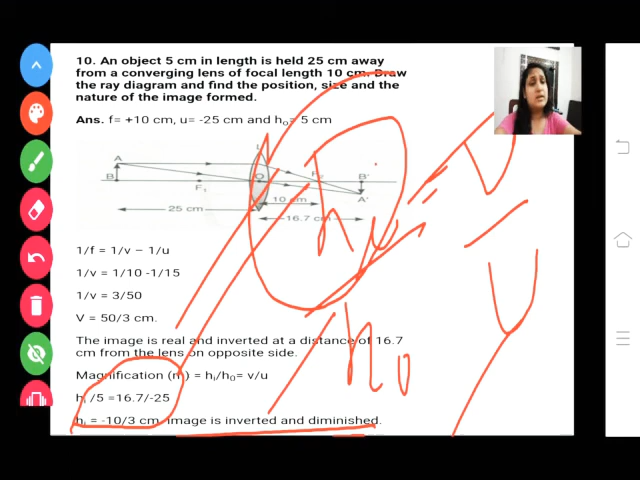 10. An object 5 cm in length is held 25 cm away
from a converging lens of focal length 10 cm. Draw
the ray diagram and find the position, size and the
nature of the image formed.
Ans. f= +10 cm, u= -25 cm and ho= 5 cm
A
B
F₁
O
B'
A'
10 cm
25 cm
16.7 cm
1/f = 1/v − 1/u
1/v = 1/10 -1/15
1/v = 3/50
V = 50/3 cm.
The image is real and inverted at a distance of 16.7
cm from the lens on opposite side.
Magnification (m) = hi/ho= v/u
hi /5 =16.7/-25
hi = -10/3 cm, image is inverted and diminished.
hi = v
ho u